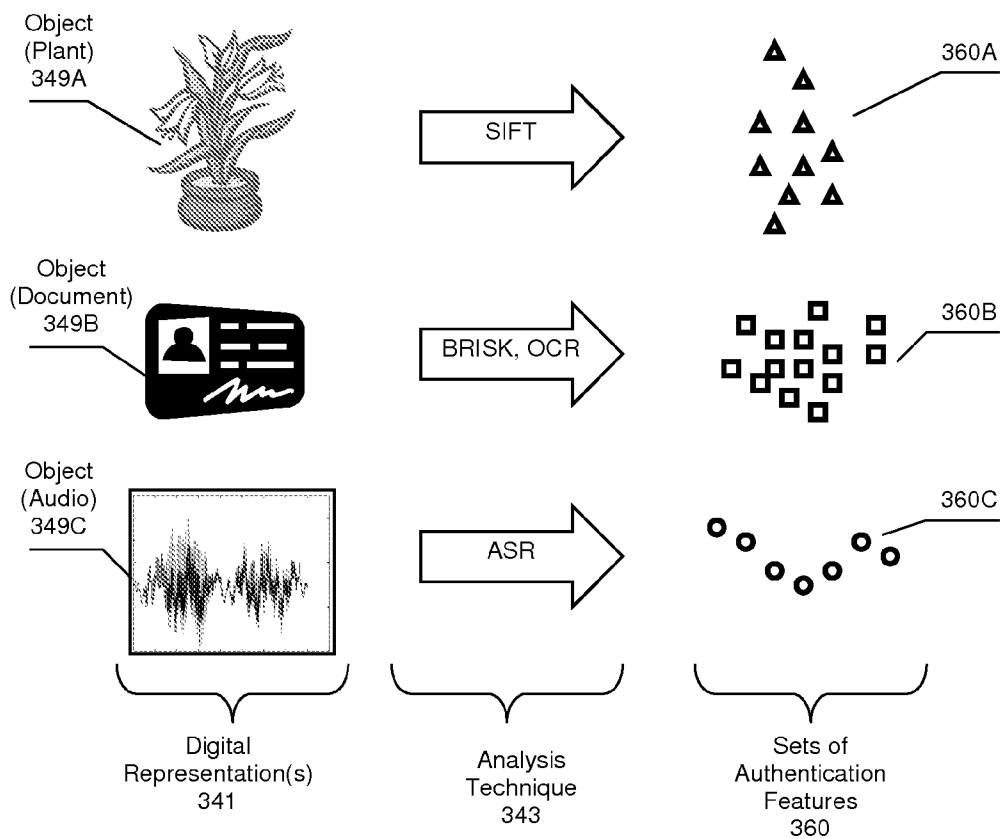 Object
(Plant)
349A
SIFT
360A
Object
(Document)
349B
BRISK, OCR
360B
Object
(Audio)
349C
ASR
360C
Digital
Representation(s)
341
Analysis
Technique
343
Sets of
Authentication
Features
360